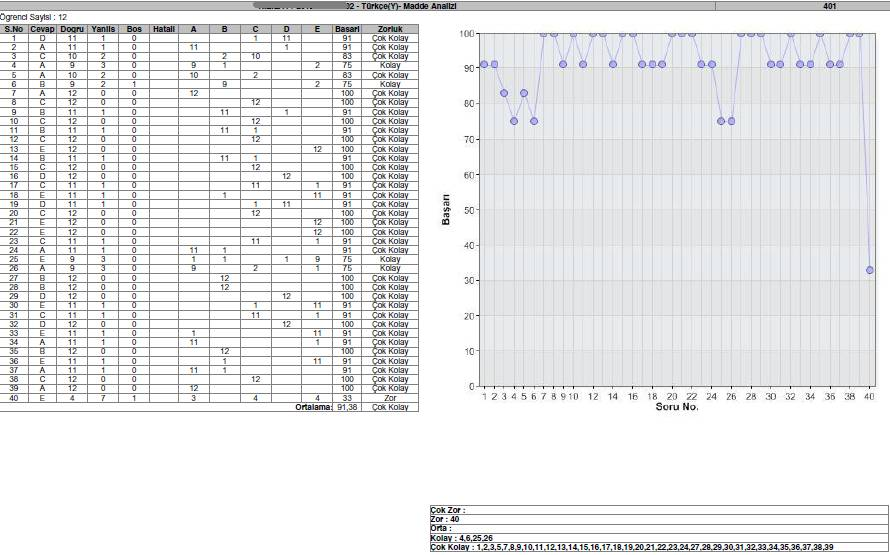 02 - Türkçe(Y)- Madde Analizi 401
Ögrenci Sayisi : 12
S.No Cevap Dogru Yanlis Bos Hatali A B C D E Basari Zorluk
1 D 11 1 0 1 11 91 Çok Kolay
2 A 11 1 0 11 1 91 Çok Kolay
3 C 10 2 0 2 10 83 Çok Kolay
4 A 9 3 0 9 1 2 75 Kolay
5 A 10 2 0 10 2 83 Çok Kolay
6 B 9 2 1 9 2 75 Kolay
7 A 12 0 0 12 100 Çok Kolay
8 C 12 0 0 12 100 Çok Kolay
9 B 11 1 0 11 1 91 Çok Kolay
10 C 12 0 0 12 100 Çok Kolay
11 B 11 1 0 11 1 91 Çok Kolay
12 C 12 0 0 12 100 Çok Kolay
13 E 12 0 0 12 100 Çok Kolay
14 B 11 1 0 11 1 91 Çok Kolay
15 C 12 0 0 12 100 Çok Kolay
16 D 12 0 0 12 100 Çok Kolay
17 C 11 1 0 11 1 91 Çok Kolay
18 E 11 1 0 1 11 91 Çok Kolay
19 D 11 1 0 1 11 91 Çok Kolay
20 C 12 0 0 12 100 Çok Kolay
21 E 12 0 0 12 100 Çok Kolay
22 E 12 0 0 12 100 Çok Kolay
23 C 11 1 0 11 1 91 Çok Kolay
24 A 11 1 0 11 1 91 Çok Kolay
25 E 9 3 0 1 1 1 9 75 Kolay
26 A 9 3 0 9 2 1 75 Kolay
27 B 12 0 0 12 100 Çok Kolay
28 B 12 0 0 12 100 Çok Kolay
29 D 12 0 0 12 100 Çok Kolay
30 E 11 1 0 1 11 91 Çok Kolay
31 C 11 1 0 11 1 91 Çok Kolay
32 D 12 0 0 12 100 Çok Kolay
33 E 11 1 0 1 11 91 Çok Kolay
34 A 11 1 0 11 1 91 Çok Kolay
35 B 12 0 0 12 100 Çok Kolay
36 E 11 1 0 1 11 91 Çok Kolay
37 A 11 1 0 11 1 91 Çok Kolay
38 C 12 0 0 12 100 Çok Kolay
39 A 12 0 0 12 100 Çok Kolay
40 E 4 7 1 3 4 4 33 Zor
Ortalama: 91,38 Çok Kolay
100
90
80
70
60
50
40
30
20
10
0
Başarı
1 2 3 4 5 6 7 8 9 10 12 14 16 18 20 22 24 26 28 30 32 34 36 38 40
Soru No.
Çok Zor :
Zor : 40
Orta :
Kolay : 4,6,25,26
Çok Kolay : 1,2,3,5,7,8,9,10,11,12,13,14,15,16,17,18,19,20,21,22,23,24,27,28,29,30,31,32,33,34,35,36,37,38,39